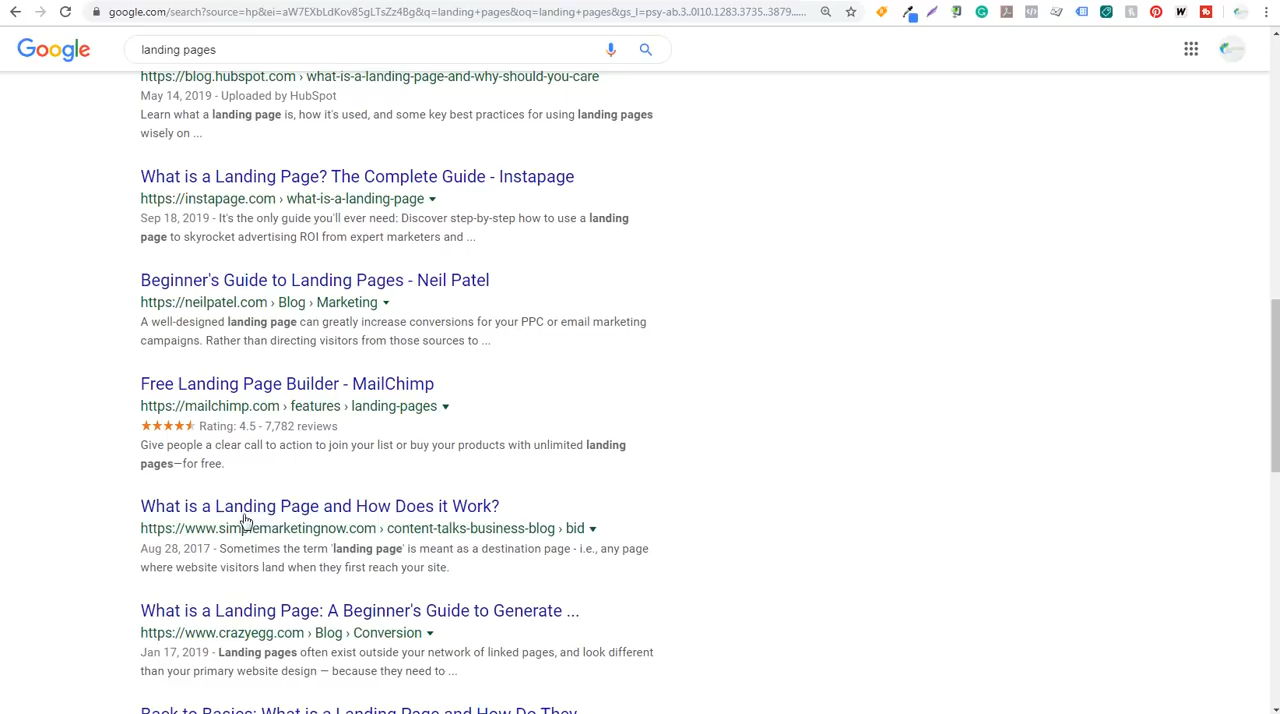 google.com/search?source=hp&ei=aW7EXbLdKov85gLTsZz4Bg&q=landing+pages&oq=landing+pages&gs_l=psy-ab.3..0l10.1283.3735..3879......
Google
landing pages
https://blog.hubspot.com › what-is-a-landing-page-and-why-should-you-care
May 14, 2019 - Uploaded by HubSpot
Learn what a landing page is, how it's used, and some key best practices for using landing pages
wisely on ...
What is a Landing Page? The Complete Guide - Instapage
https://instapage.com › what-is-a-landing-page
Sep 18, 2019 - It's the only guide you'll ever need: Discover step-by-step how to use a landing
page to skyrocket advertising ROI from expert marketers and ...
Beginner's Guide to Landing Pages - Neil Patel
https://neilpatel.com › Blog › Marketing
A well-designed landing page can greatly increase conversions for your PPC or email marketing
campaigns. Rather than directing visitors from those sources to ...
Free Landing Page Builder - MailChimp
https://mailchimp.com › features › landing-pages
Rating: 4.5 - 7,782 reviews
Give people a clear call to action to join your list or buy your products with unlimited landing
pages—for free.
What is a Landing Page and How Does it Work?
https://www.simplemarketingnow.com › content-talks-business-blog › bid
Aug 28, 2017 - Sometimes the term 'landing page' is meant as a destination page - i.e., any page
where website visitors land when they first reach your site.
What is a Landing Page: A Beginner's Guide to Generate ...
https://www.crazyegg.com › Blog › Conversion
Jan 17, 2019 - Landing pages often exist outside your network of linked pages, and look different
than your primary website design — because they need to ...
Back to Basics: What is a Landing Page and How Do They